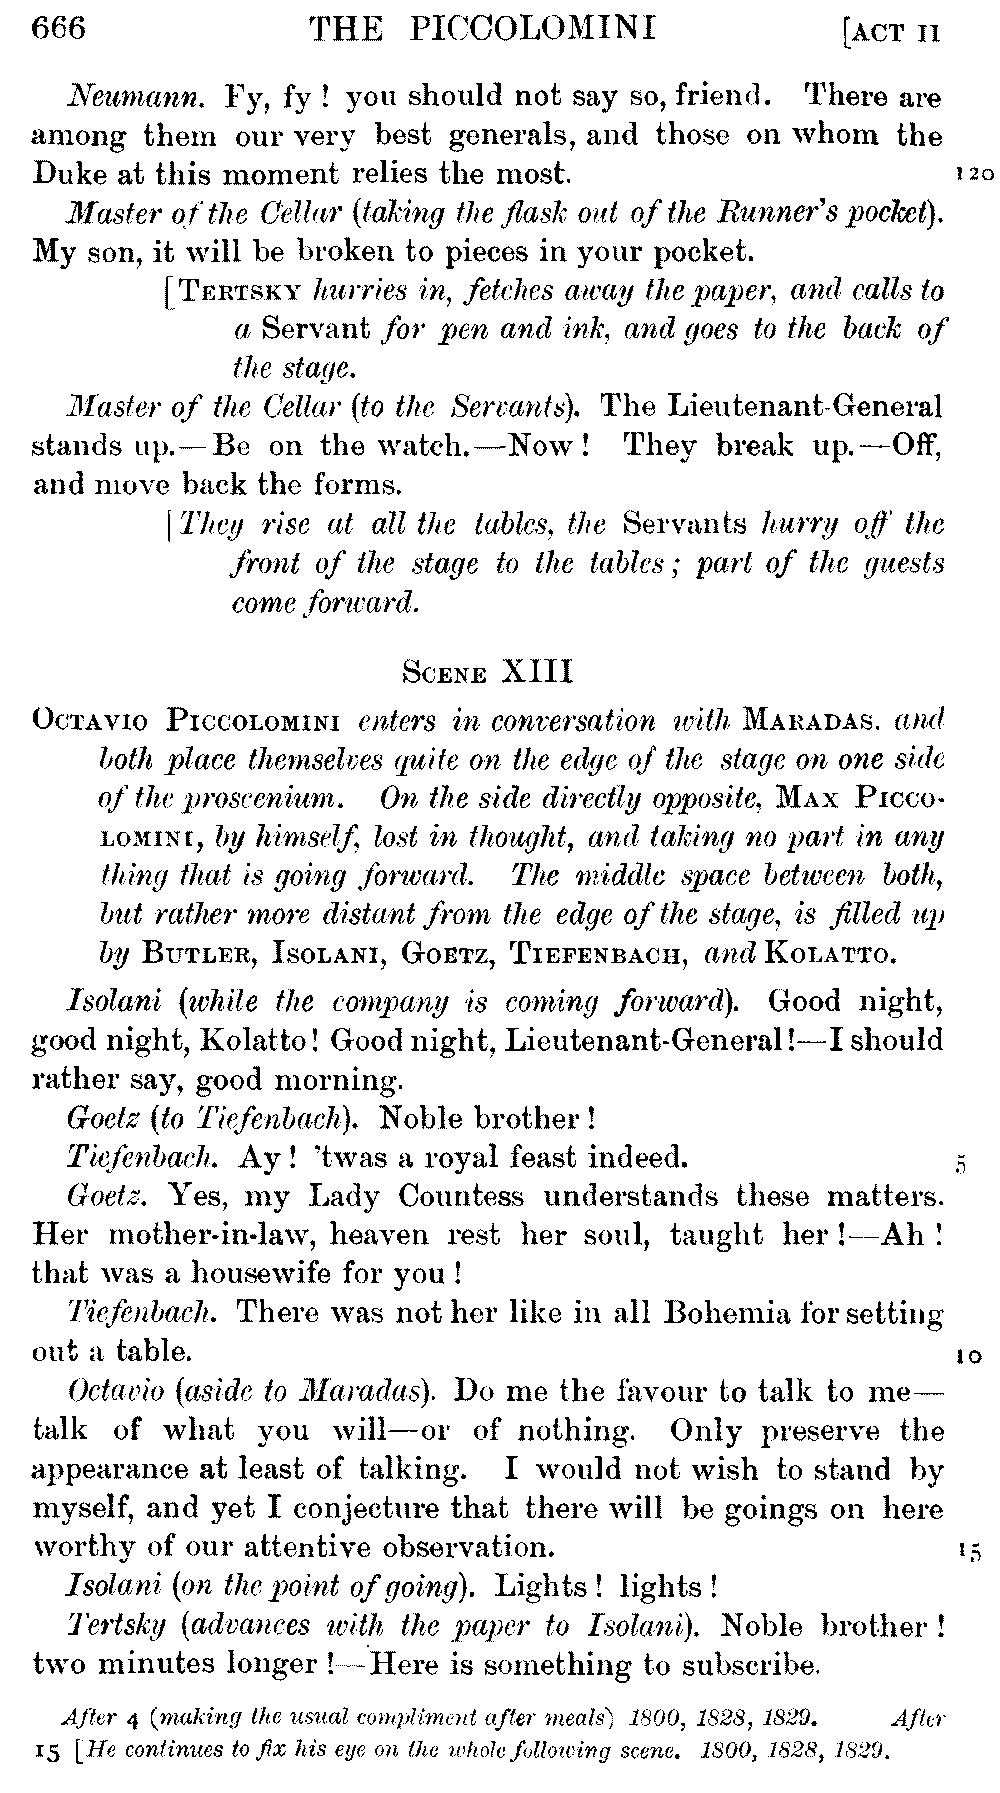 666 THE PICCOLOMINI [ACT II
Neumann. Fy, fy! you should not say so, friend. There are
among them our very best generals, and those on whom the
Duke at this moment relies the most. 120
Master of the Cellar (taking the flask out of the Runner's pocket).
My son, it will be broken to pieces in your pocket.
[TERTSKY hurries in, fetches away the paper, and calls to
a Servant for pen and ink, and goes to the back of
the stage.
Master of the Cellar (to the Servants). The Lieutenant-General
stands up.—Be on the watch.—Now! They break up.—Off,
and move back the forms.
[They rise at all the tables, the Servants hurry off the
front of the stage to the tables; part of the guests
come forward.
SCENE XIII
OCTAVIO PICCOLOMINI enters in conversation with MARADAS, and
both place themselves quite on the edge of the stage on one side
of the proscenium. On the side directly opposite, MAX PICCO-
LOMINI, by himself, lost in thought, and taking no part in any
thing that is going forward. The middle space between both,
but rather more distant from the edge of the stage, is filled up
by BUTLER, ISOLANI, GOETZ, TIEFENBACH, and KOLATTO.
Isolani (while the company is coming forward). Good night,
good night, Kolatto! Good night, Lieutenant-General!—I should
rather say, good morning.
Goetz (to Tiefenbach). Noble brother!
Tiefenbach. Ay! 'twas a royal feast indeed. 5
Goetz. Yes, my Lady Countess understands these matters.
Her mother-in-law, heaven rest her soul, taught her!—Ah!
that was a housewife for you!
Tiefenbach. There was not her like in all Bohemia for setting
out a table. 10
Octavio (aside to Maradas). Do me the favour to talk to me—
talk of what you will—or of nothing. Only preserve the
appearance at least of talking. I would not wish to stand by
myself, and yet I conjecture that there will be goings on here
worthy of our attentive observation. 15
Isolani (on the point of going). Lights! lights!
Tertsky (advances with the paper to Isolani). Noble brother!
two minutes longer!—Here is something to subscribe.
After 4 (making the usual compliment after meals) 1800, 1828, 1829. After
15 [He continues to fix his eye on the whole following scene. 1800, 1828, 1829.